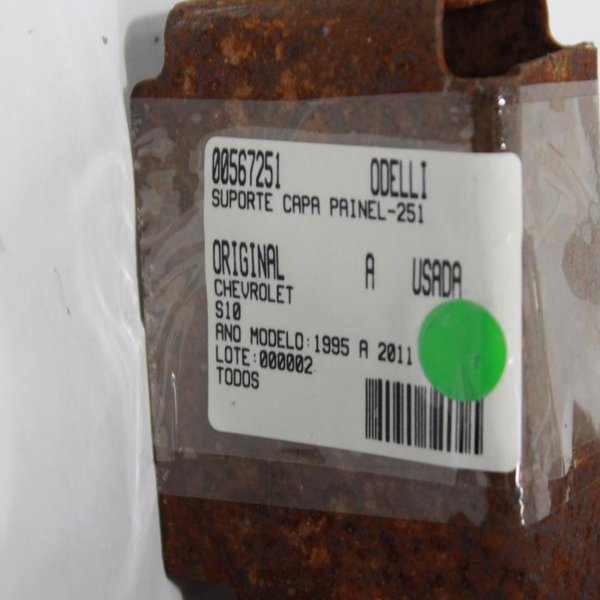 00567251 ODELLI
SUPORTE CAPA PAINEL-251
ORIGINAL A USADA
CHEVROLET
S10
ANO MODELO:1995 A 2011
LOTE:000002
TODOS